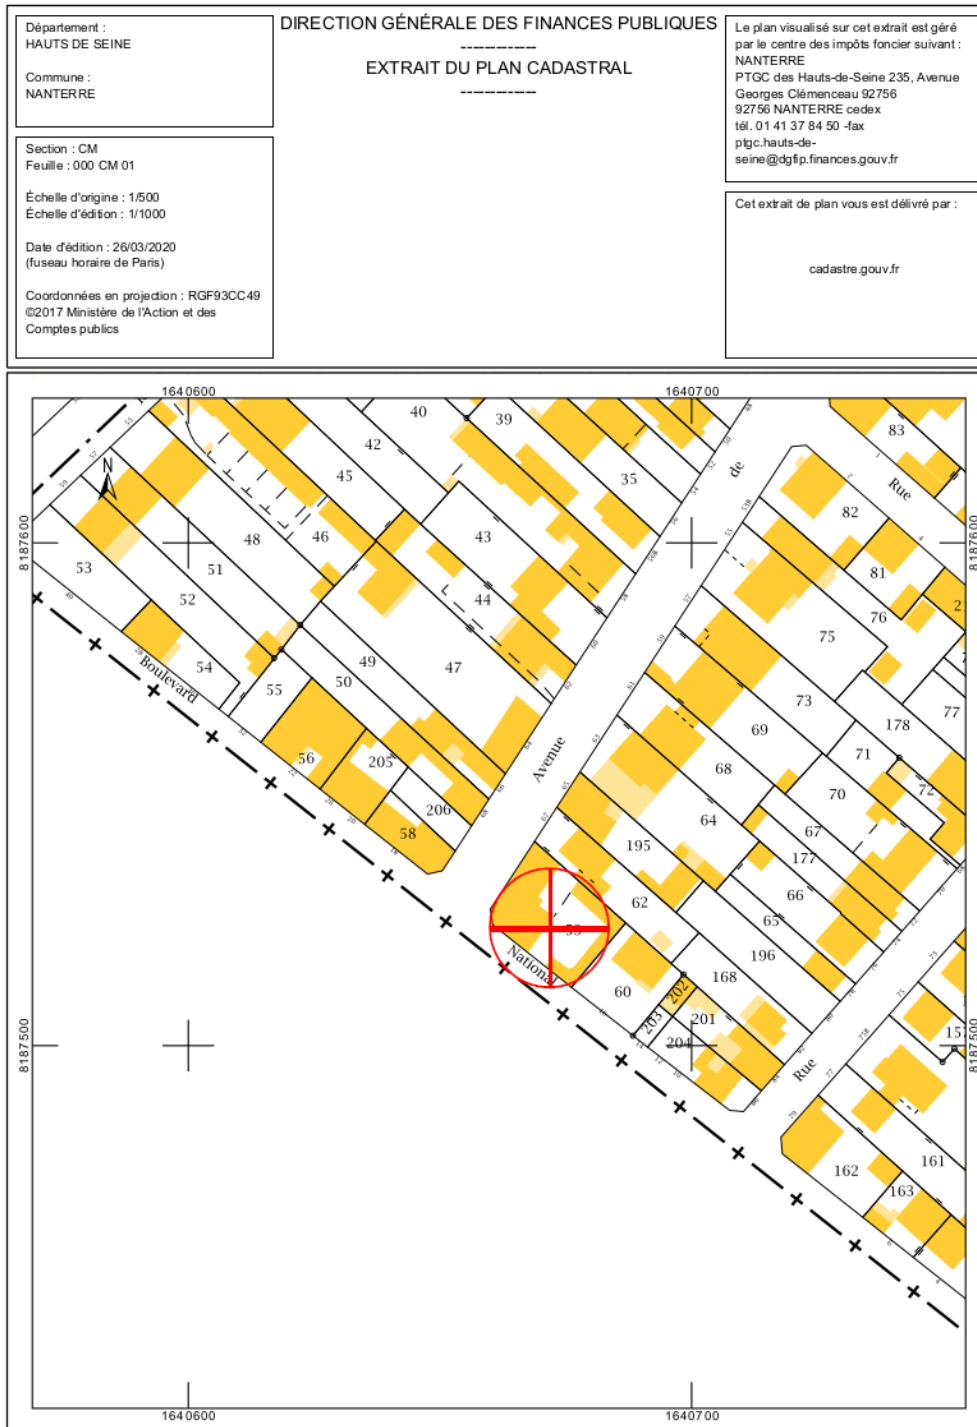 Département :
HAUTS DE SEINE
Commune :
NANTERRE
Section : CM
Feuille : 000 CM 01
Échelle d'origine : 1/500
Échelle d'édition : 1/1000
Date d'édition : 26/03/2020
(fuseau horaire de Paris)
Coordonnées en projection : RGF93CC49
©2017 Ministère de l'Action et des
Comptes publics
DIRECTION GÉNÉRALE DES FINANCES PUBLIQUES
-------------
EXTRAIT DU PLAN CADASTRAL
-------------
Le plan visualisé sur cet extrait est géré
par le centre des impôts foncier suivant :
NANTERRE
PTGC des Hauts-de-Seine 235, Avenue
Georges Clémenceau 92756
92756 NANTERRE cedex
tél. 01 41 37 84 50 -fax
ptgc.hauts-de-
seine@dgfip.finances.gouv.fr
Cet extrait de plan vous est délivré par :
cadastre.gouv.fr
1640600
1640700
8187600
8187600
8187500
8187500
1640600
1640700
N
40
39
83
42
45
35
de
Rue
82
48
46
43
81
53
51
44
76
52
75
54
49
47
Boulevard
55
50
73
178
77
69
71
56
205
Avenue
68
70
72
206
64
67
58
195
177
66
62
65
National
196
60
168
202
203
201
204
Rue
161
162
163